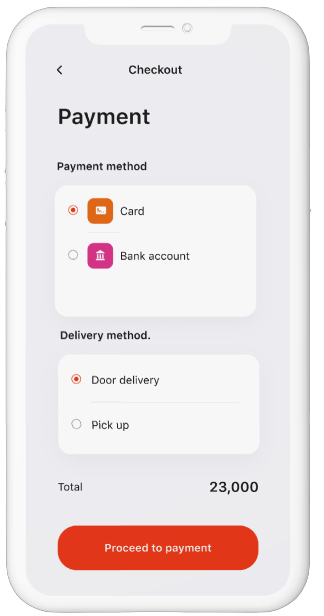 Checkout
Payment
Payment method
Card
Bank account
Delivery method.
Door delivery
Pick up
Total 23,000
Proceed to payment